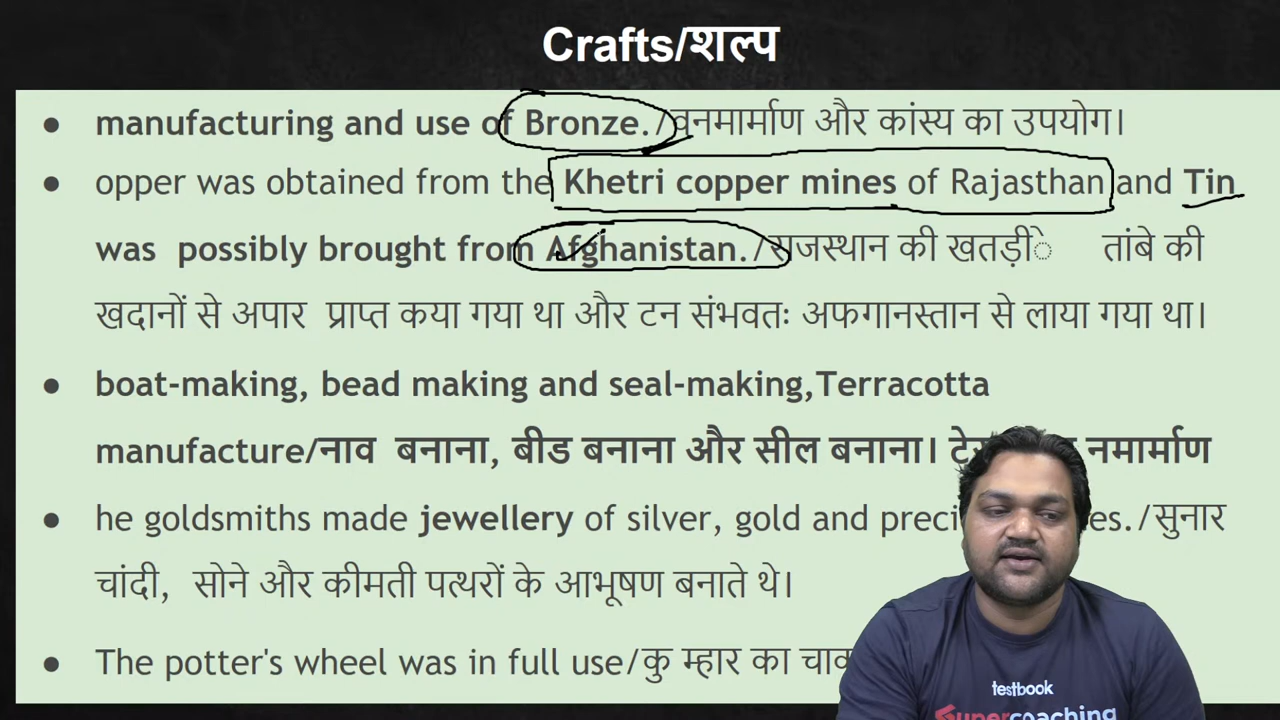 Crafts/शल्प
manufacturing and use of Bronze./वनमार्माण और कांस्य का उपयोग।
opper was obtained from the Khetri copper mines of Rajasthan and Tin
was possibly brought from Afghanistan./राजस्थान की खतड़ीे तांबे की
खदानों से अपार प्राप्त कया गया था और टन संभवतः अफगानस्तान से लाया गया था।
boat-making, bead making and seal-making,Terracotta
manufacture/नाव बनाना, बीड बनाना और सील बनाना। नमार्माण
he goldsmiths made jewellery of silver, gold and /सुनार
चांदी, सोने और कीमती पत्थरों के आभूषण बनाते थे।
The potter's wheel was in full use/कु म्हार का
testbook
Supercoaching